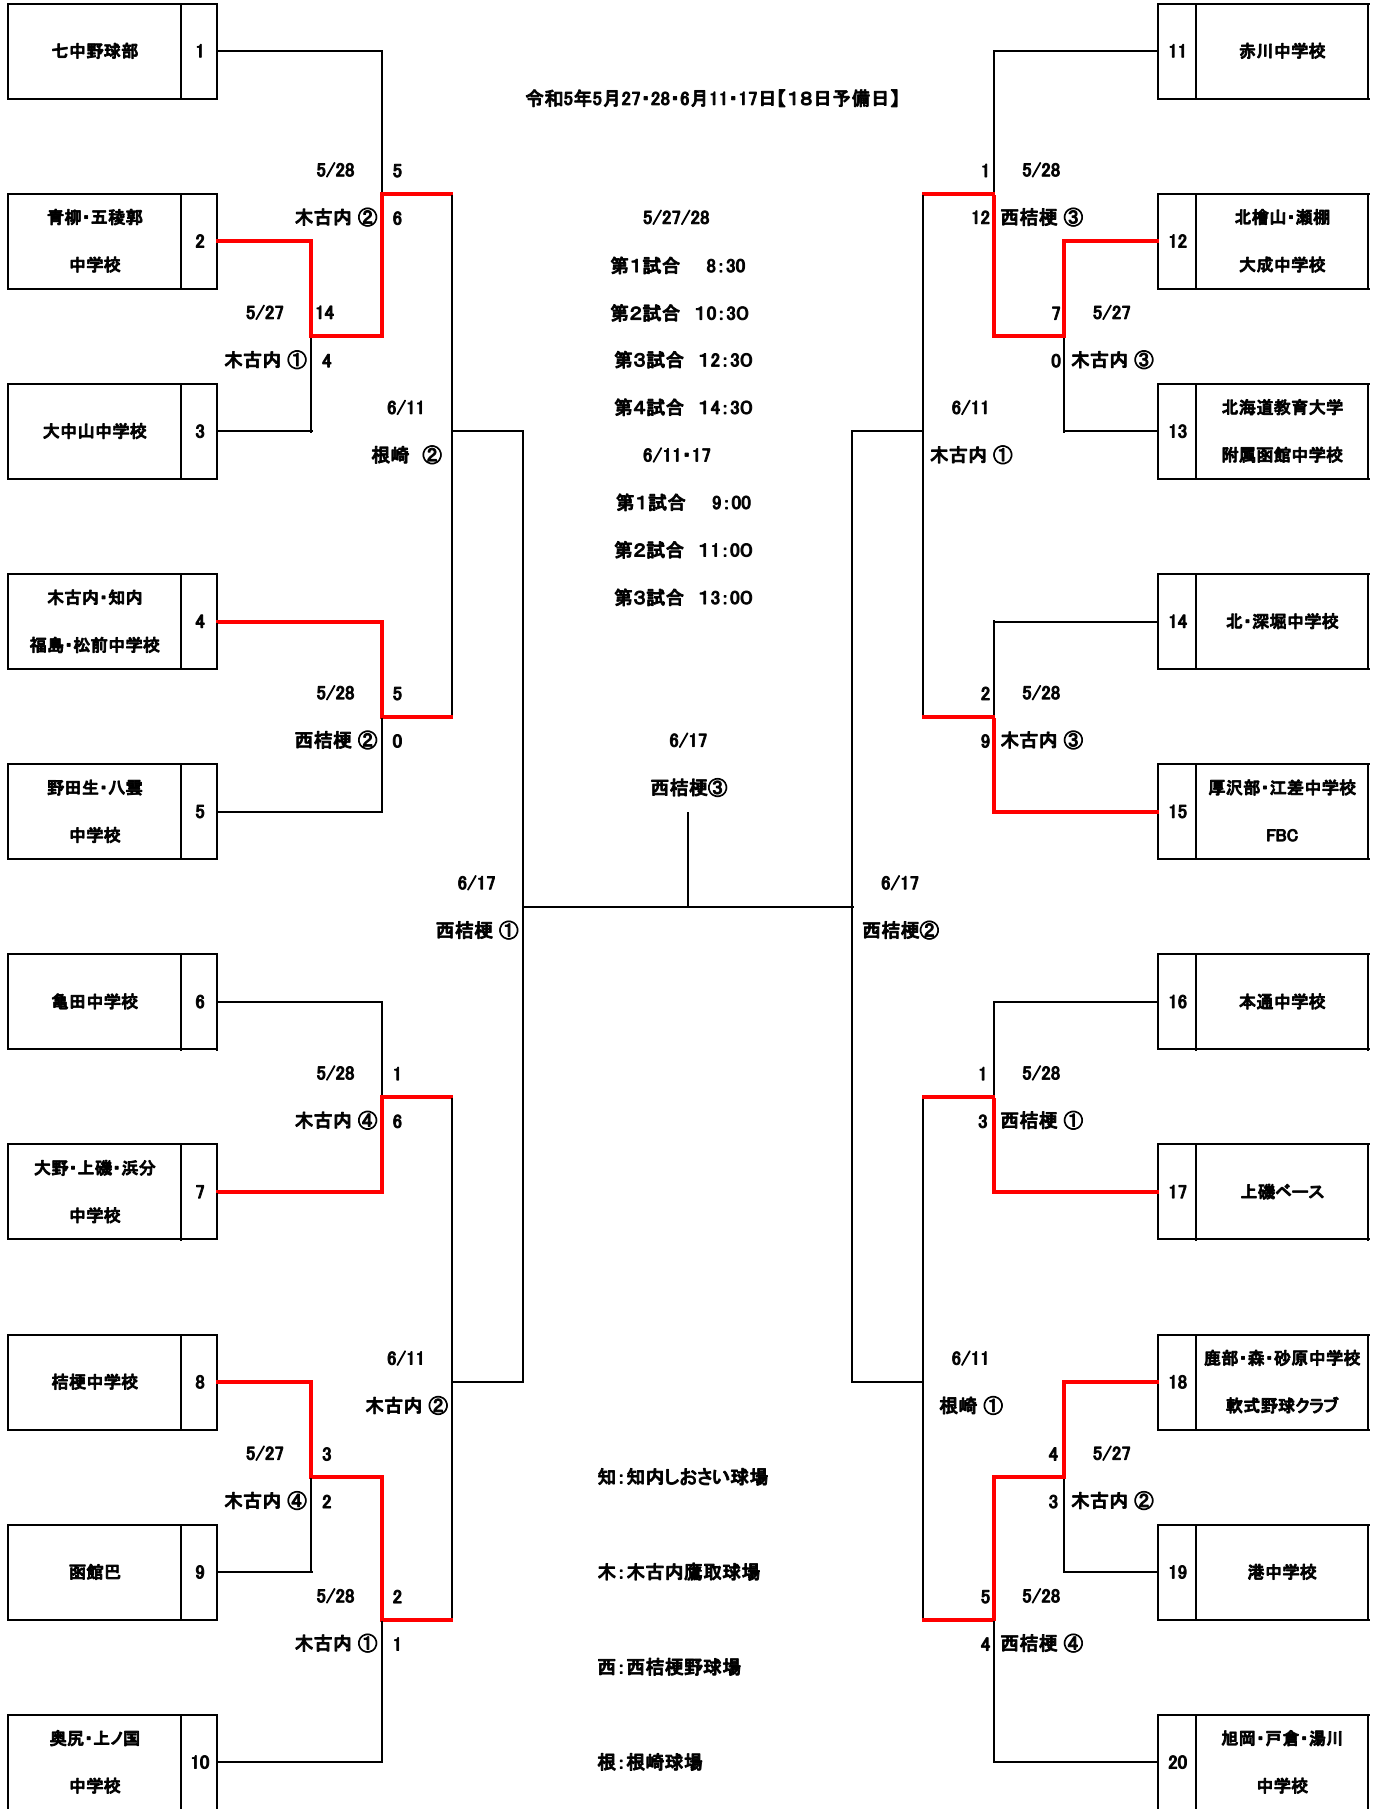 七中野球部 1
11 赤川中学校
令和5年5月27・28・6月11・17日【18日予備日】
5/28 5
1 5/28
青柳・五稜郭
中学校
2
木古内 ② 6
5/27/28
12 西桔梗 ③
12
北檜山・瀬棚
大成中学校
第1試合 8:30
5/27 14
第2試合 10:30
7 5/27
木古内 ① 4
第3試合 12:30
0 木古内 ③
大中山中学校 3
6/11
第4試合 14:30
6/11
13
北海道教育大学
附属函館中学校
根崎 ②
6/11・17
木古内 ①
第1試合 9:00
第2試合 11:00
第3試合 13:00
木古内・知内
福島・松前中学校
4
14 北・深堀中学校
5/28 5
2 5/28
西桔梗 ② 0
6/17
9 木古内 ③
野田生・八雲
中学校
5
西桔梗③
15
厚沢部・江差中学校
FBC
6/17
6/17
西桔梗 ①
西桔梗②
亀田中学校 6
16 本通中学校
5/28 1
1 5/28
木古内 ④ 6
3 西桔梗 ①
大野・上磯・浜分
中学校
7
17 上磯ベース
桔梗中学校 8
6/11
6/11
18
鹿部・森・砂原中学校
軟式野球クラブ
木古内 ②
根崎 ①
5/27 3
知：知内しおさい球場
4 5/27
木古内 ④ 2
3 木古内 ②
函館巴 9
木：木古内鷹取球場
19 港中学校
5/28 2
5 5/28
木古内 ① 1
西：西桔梗野球場
4 西桔梗 ④
奥尻・上ノ国
中学校
10
根：根崎球場
20
旭岡・戸倉・湯川
中学校